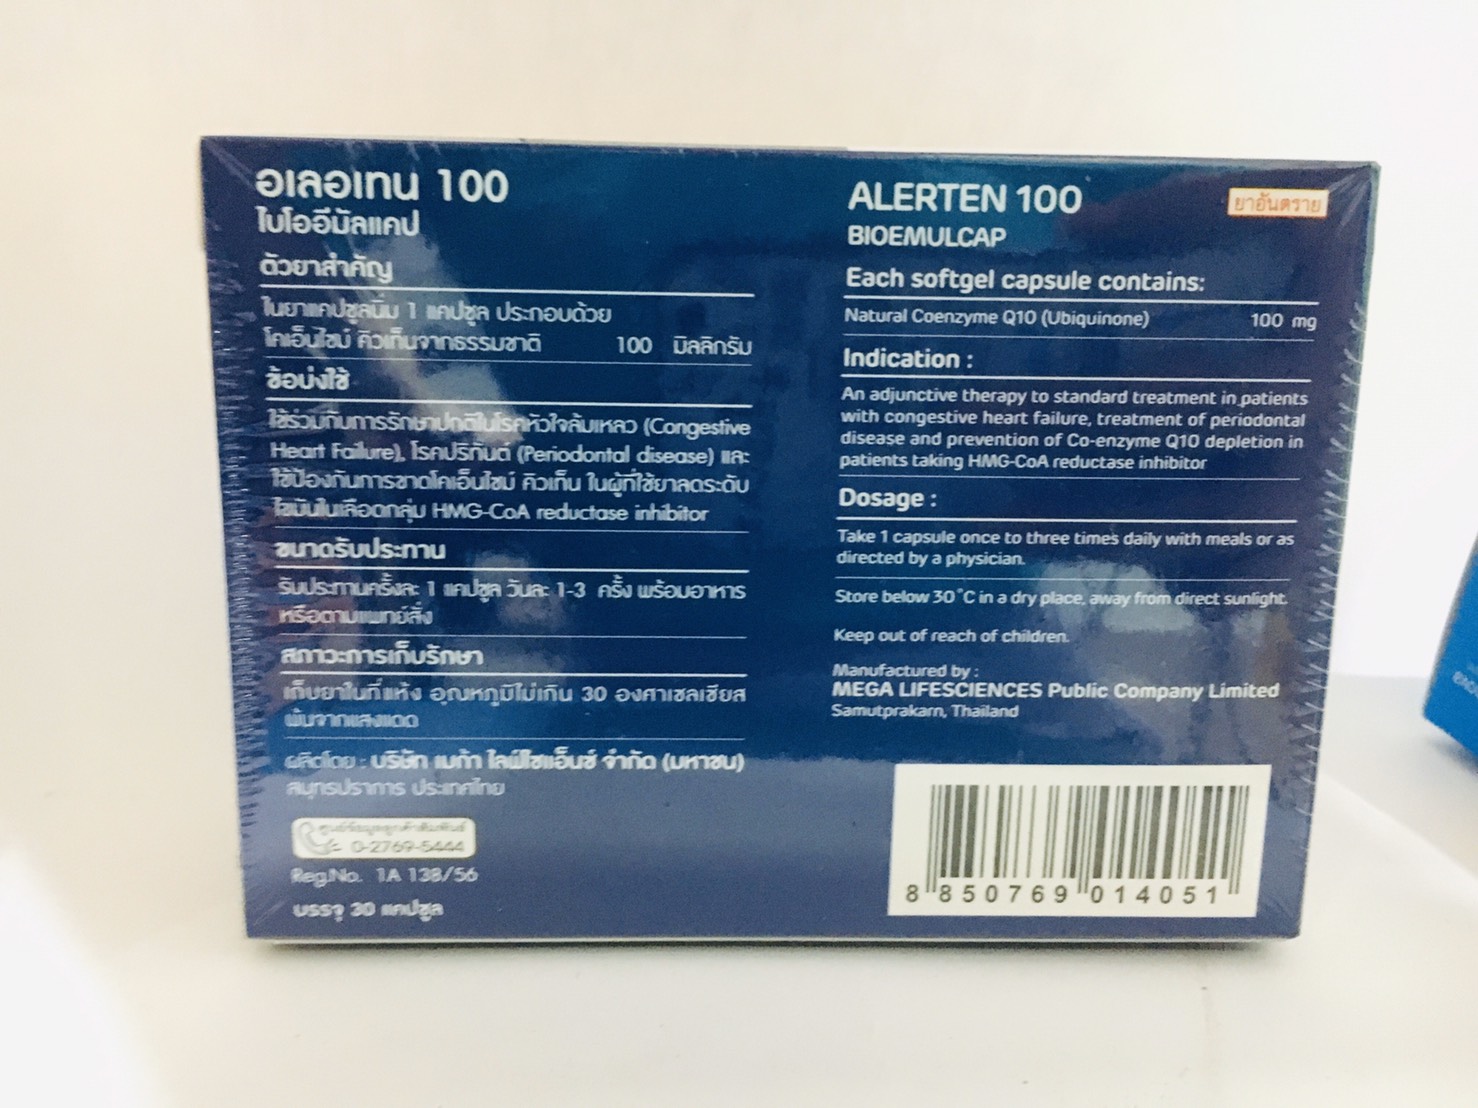 อเลอเทน 100
ไบโออีมัลแคป
ตัวยาสำคัญ
ในยาแคปซูลนิ่ม 1 แคปซูล ประกอบด้วย
โคเอ็นไซม์ คิวเท็นจากธรรมชาติ 100 มิลลิกรัม
ข้อบ่งใช้
ใช้ร่วมกับการรักษาปกติในโรคหัวใจล้มเหลว (Congestive
Heart Failure), โรคปริทันต์ (Periodontal disease) และ
ใช้ป้องกันการขาดโคเอ็นไซม์ คิวเท็น ในผู้ที่ใช้ยาลดระดับ
ไขมันในเลือดกลุ่ม HMG-CoA reductase inhibitor
ขนาดรับประทาน
รับประทานครั้งละ 1 แคปซูล วันละ 1-3 ครั้ง พร้อมอาหาร
หรือตามแพทย์สั่ง
สภาวะการเก็บรักษา
เก็บยาในที่แห้ง อุณหภูมิไม่เกิน 30 องศาเซลเซียส
พ้นจากแสงแดด
ผลิตโดย : บริษัท เมก้า ไลฟ์ไซแอ็นซ์ จำกัด (มหาชน)
สมุทรปราการ ประเทศไทย
ศูนย์ข้อมูลลูกค้าสัมพันธ์
0-2769-5444
Reg.No. 1A 138/56
บรรจุ 30 แคปซูล
ALERTEN 100
ยาอันตราย
BIOEMULCAP
Each softgel capsule contains:
Natural Coenzyme Q10 (Ubiquinone) 100 mg
Indication :
An adjunctive therapy to standard treatment in patients
with congestive heart failure, treatment of periodontal
disease and prevention of Co-enzyme Q10 depletion in
patients taking HMG-CoA reductase inhibitor
Dosage :
Take 1 capsule once to three times daily with meals or as
directed by a physician.
Store below 30°C in a dry place, away from direct sunlight.
Keep out of reach of children.
Manufactured by :
MEGA LIFESCIENCES Public Company Limited
Samutprakarn, Thailand
8 850769 014051